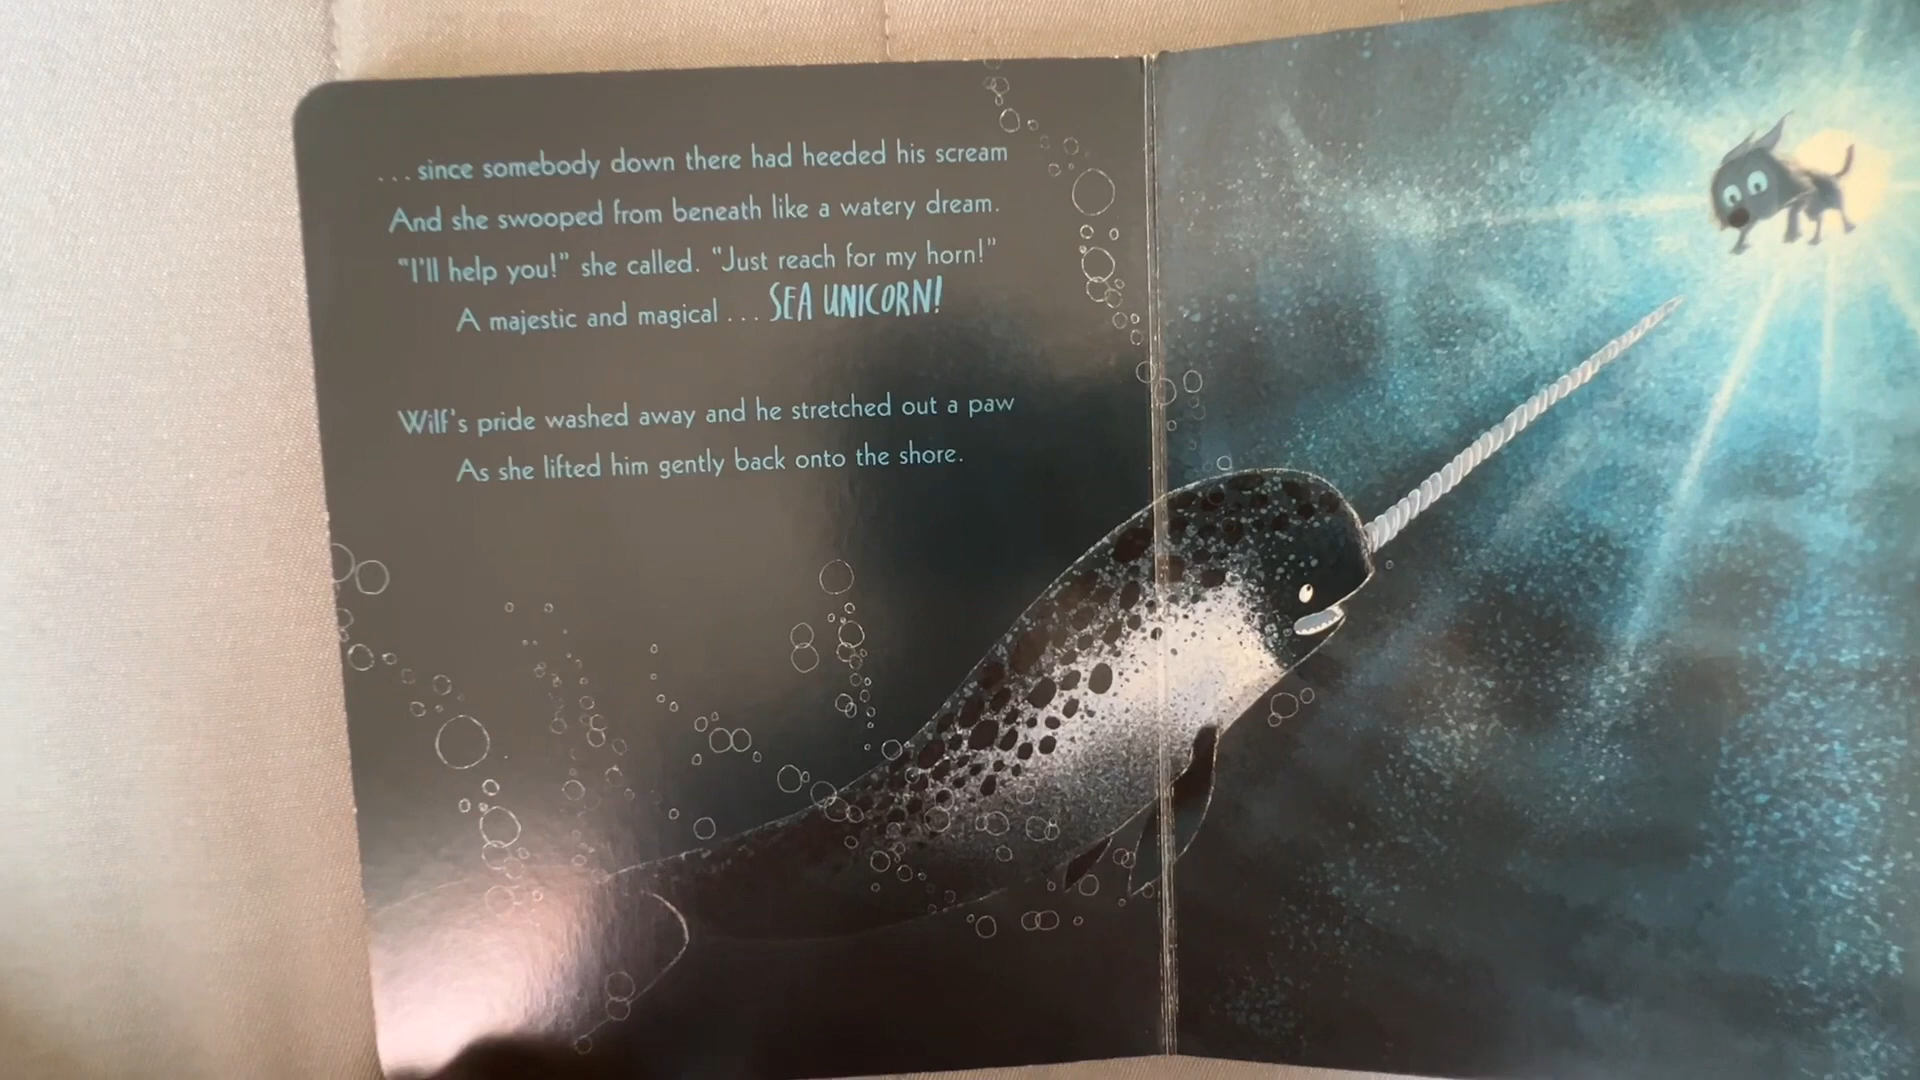 ...since somebody down there had heeded his scream
And she swooped from beneath like a watery dream.
"I'll help you!" she called. "Just reach for my horn!"
A majestic and magical... SEA UNICORN!
Wilf's pride washed away and he stretched out a paw
As she lifted him gently back onto the shore.